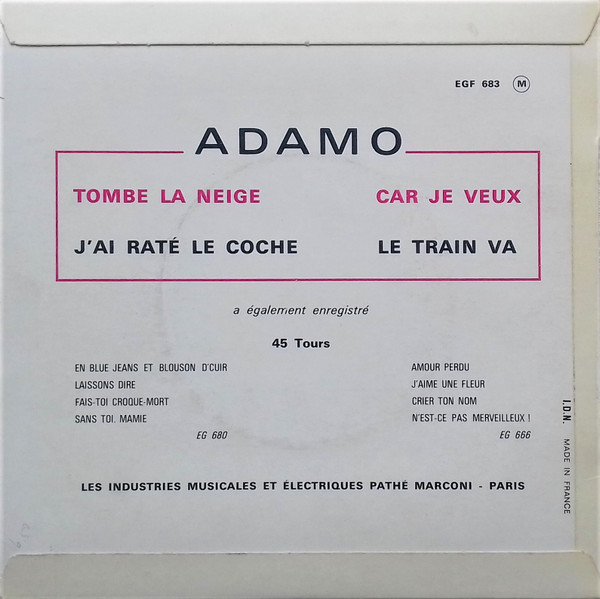 EGF 683 M
ADAMO
TOMBE LA NEIGE CAR JE VEUX
J'AI RATÉ LE COCHE LE TRAIN VA
a également enregistré
45 Tours
EN BLUE JEANS ET BLOUSON D'CUIR
LAISSONS DIRE
FAIS-TOI CROQUE-MORT
SANS TOI, MAMIE
EG 680
AMOUR PERDU
J'AIME UNE FLEUR
CRIER TON NOM
N'EST-CE PAS MERVEILLEUX !
EG 666
LES INDUSTRIES MUSICALES ET ÉLECTRIQUES PATHÉ MARCONI - PARIS
I.D.N. MADE IN FRANCE